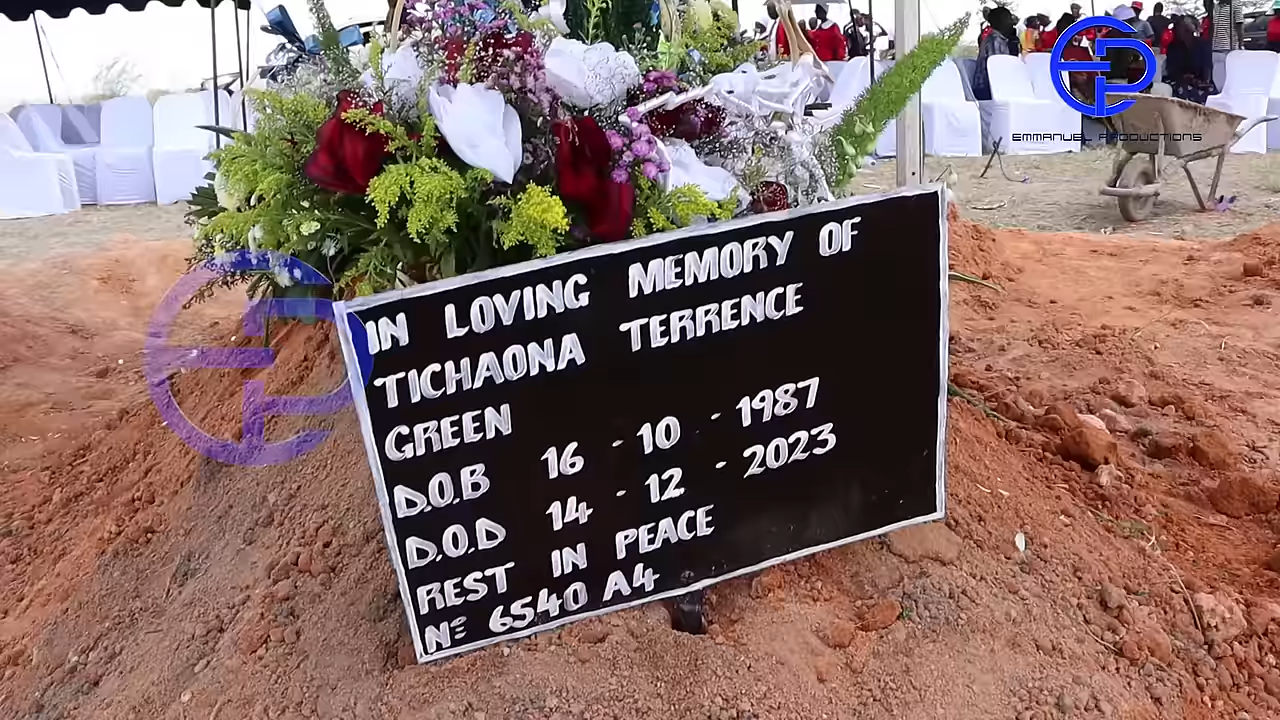 EMMANUEL PRODUCTIONS
IN LOVING MEMORY OF
TICHAONA TERRENCE
GREEN
D.O.B 16 - 10 - 1987
D.O.D 14 - 12 - 2023
REST IN PEACE
Nº 6540 A4